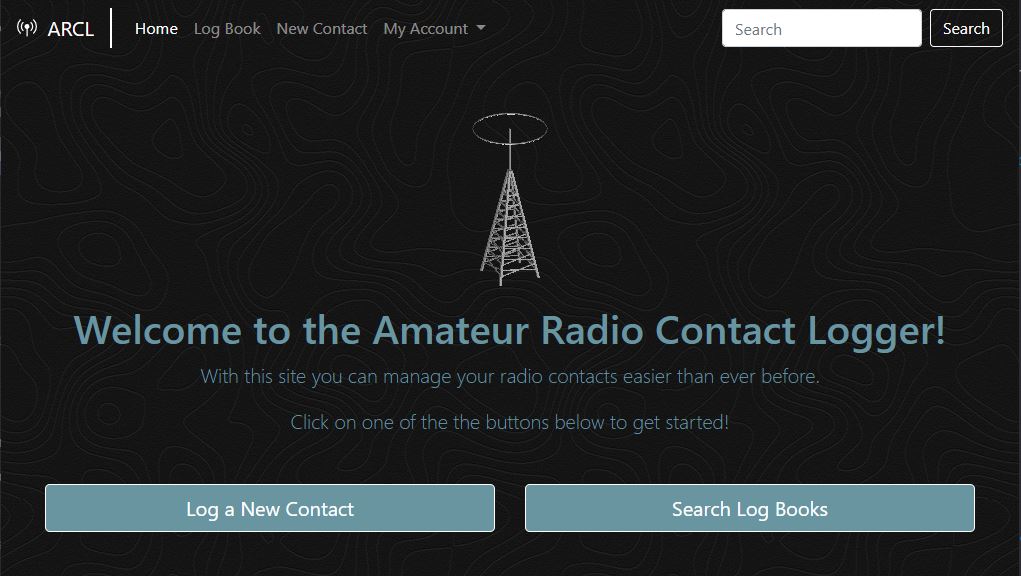 ARCL Home Log Book New Contact My Account Search Search
Welcome to the Amateur Radio Contact Logger!
With this site you can manage your radio contacts easier than ever before.
Click on one of the the buttons below to get started!
Log a New Contact Search Log Books